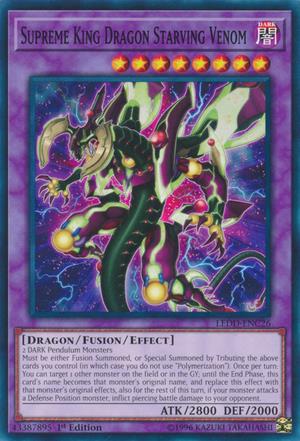 Supreme King Dragon Starving Venom
DARK
闇
LEDD-ENC26
[Dragon/Fusion/Effect]
2 DARK Pendulum Monsters
Must be either Fusion Summoned, or Special Summoned by Tributing the above
cards you control (in which case you do not use "Polymerization"). Once per turn:
You can target 1 other monster on the field or in the GY; until the End Phase, this
card's name becomes that monster's original name, and replace this effect with
that monster's original effects, also for the rest of this turn, if your monster attacks
a Defense Position monster, inflict piercing battle damage to your opponent.
ATK/2800 DEF/2000
13387895 1st Edition ©1996 KAZUKI TAKAHASHI